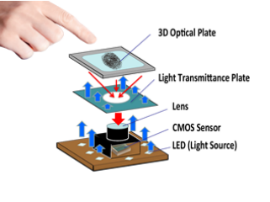 3D Optical Plate
Light Transmittance Plate
Lens
CMOS Sensor
LED (Light Source)